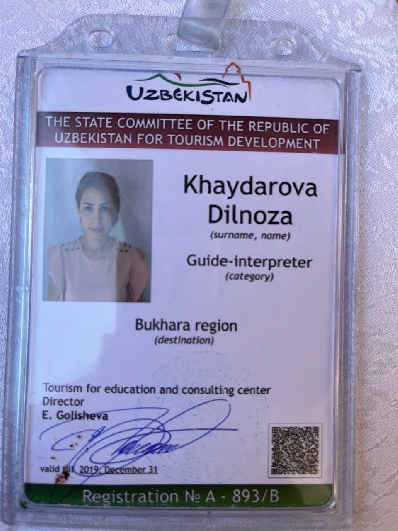 UZBEKISTAN
THE STATE COMMITTEE OF THE REPUBLIC OF
UZBEKISTAN FOR TOURISM DEVELOPMENT
Khaydarova
Dilnoza
(surname, name)
Guide-interpreter
(category)
Bukhara region
(destination)
Tourism for education and consulting center
Director
E. Golisheva
valid till 2019, December 31
Registration № A - 893/B